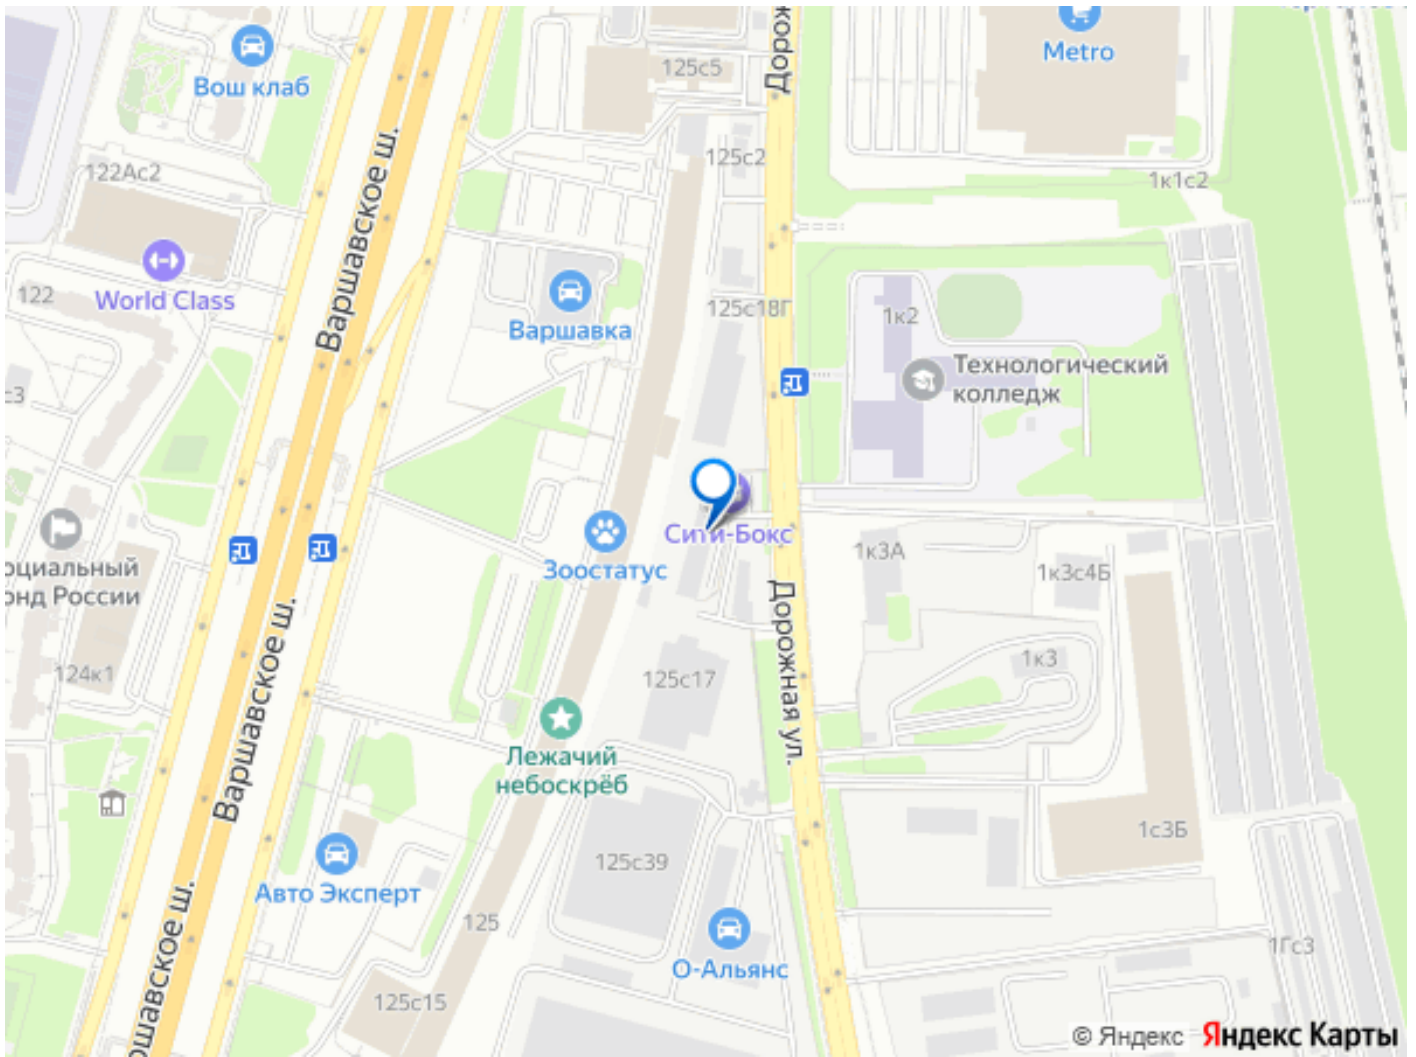 Metro
Вош клаб
125с5
Дорож
125с2
122Ас2
1к1с2
Варшавское ш.
World Class
122
Варшавка
125с18Г
1к2
Технологический
колледж
с3
Сити-Бокс
Зоостатус
1к3А
1к3с4Б
оциальный
онд России
Варшавское ш.
Дорожная ул.
124к1
125с17
1к3
Лежачий
небоскрёб
1с3Б
Авто Эксперт
125с39
125
О-Альянс
1Гс3
125с15
ршавское ш.
© Яндекс Яндекс Карты